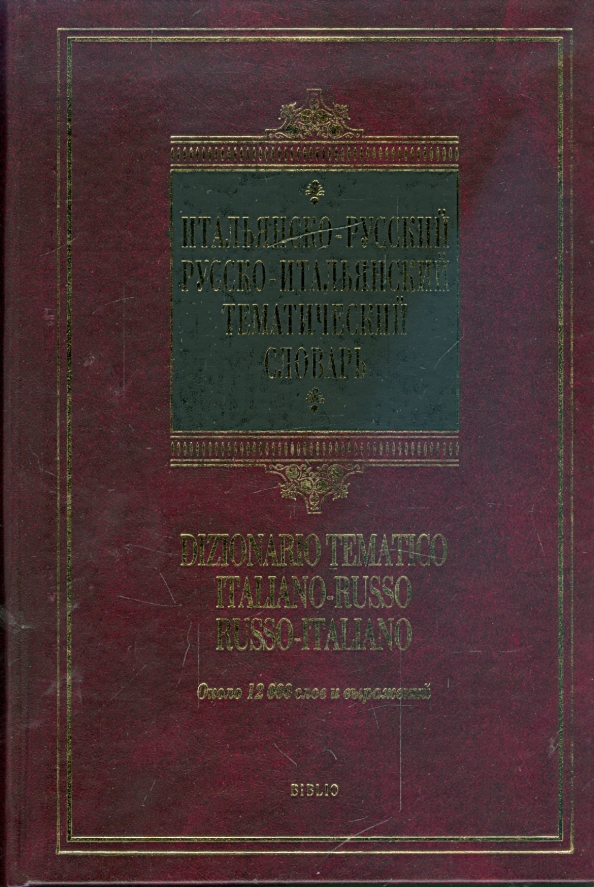 ИТАЛЬЯНСКО-РУССКИЙ
РУССКО-ИТАЛЬЯНСКИЙ
ТЕМАТИЧЕСКИЙ
СЛОВАРЬ
DIZIONARIO TEMATICO
ITALIANO-RUSSO
RUSSO-ITALIANO
Около 12 000 слов и выражений
BIBLIO